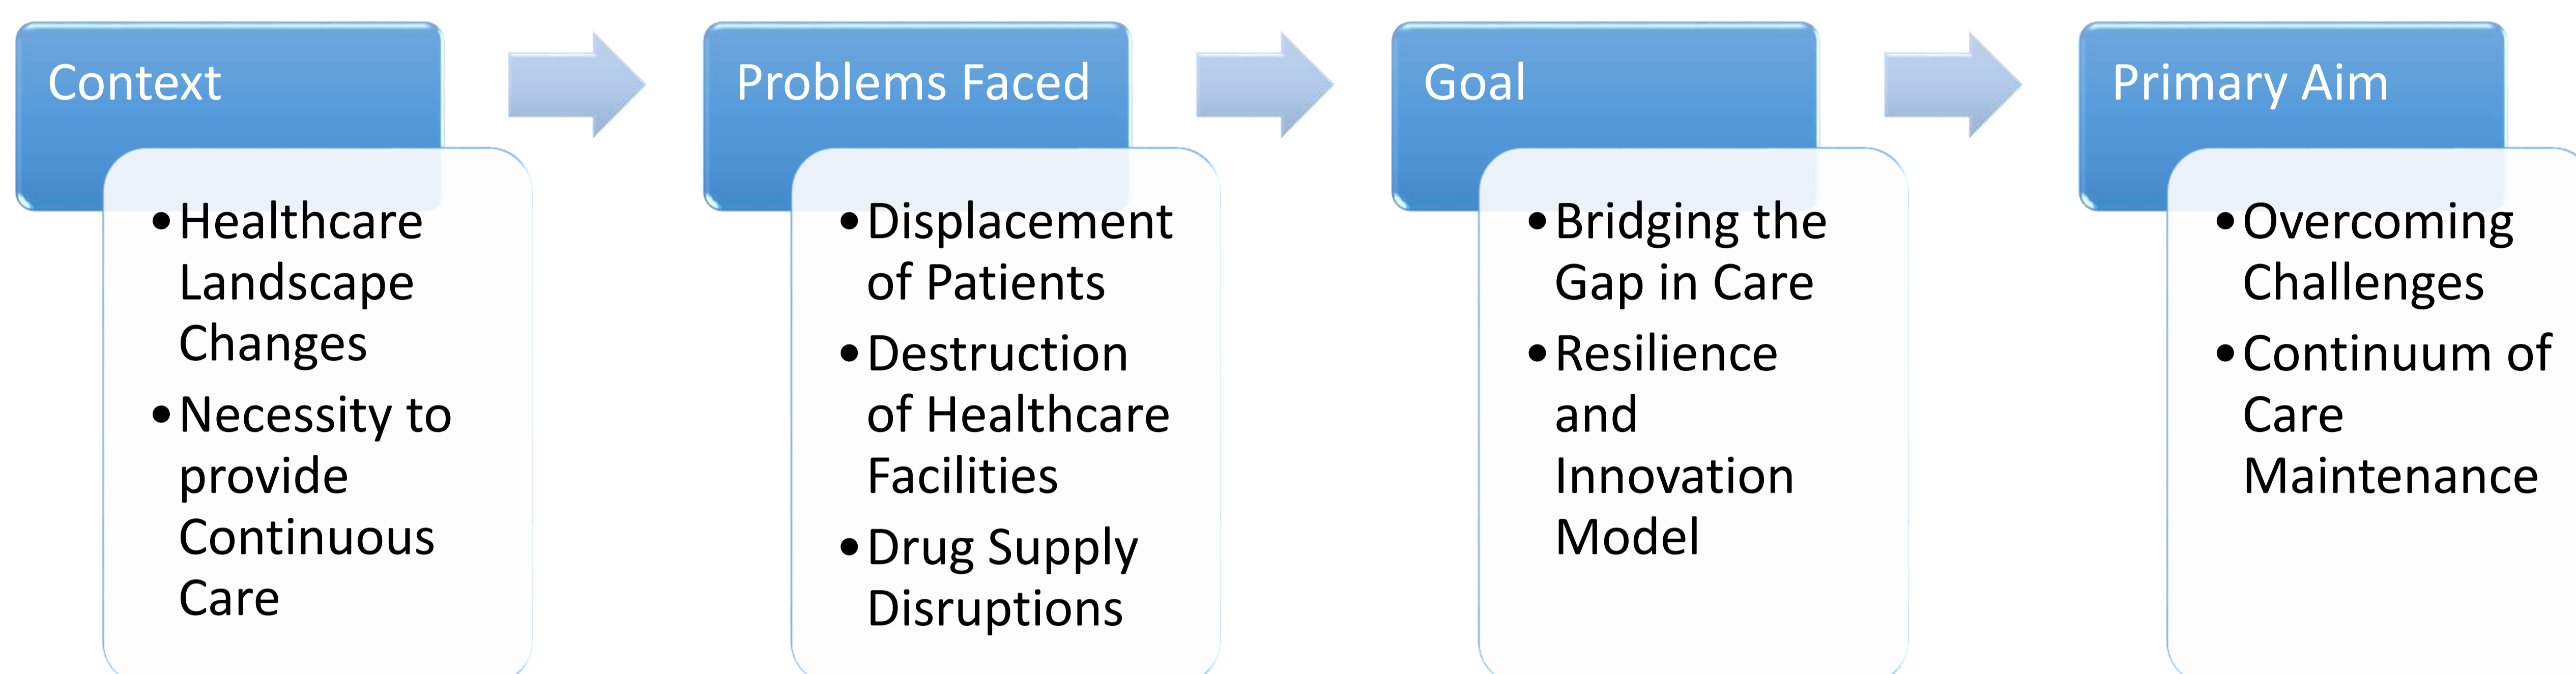 Context
•Healthcare
Landscape
Changes
•Necessity to
provide
Continuous
Care
Problems Faced
•Displacement
of Patients
•Destruction
of Healthcare
Facilities
•Drug Supply
Disruptions
Goal
•Bridging the
Gap in Care
•Resilience
and
Innovation
Model
Primary Aim
•Overcoming
Challenges
•Continuum of
Care
Maintenance